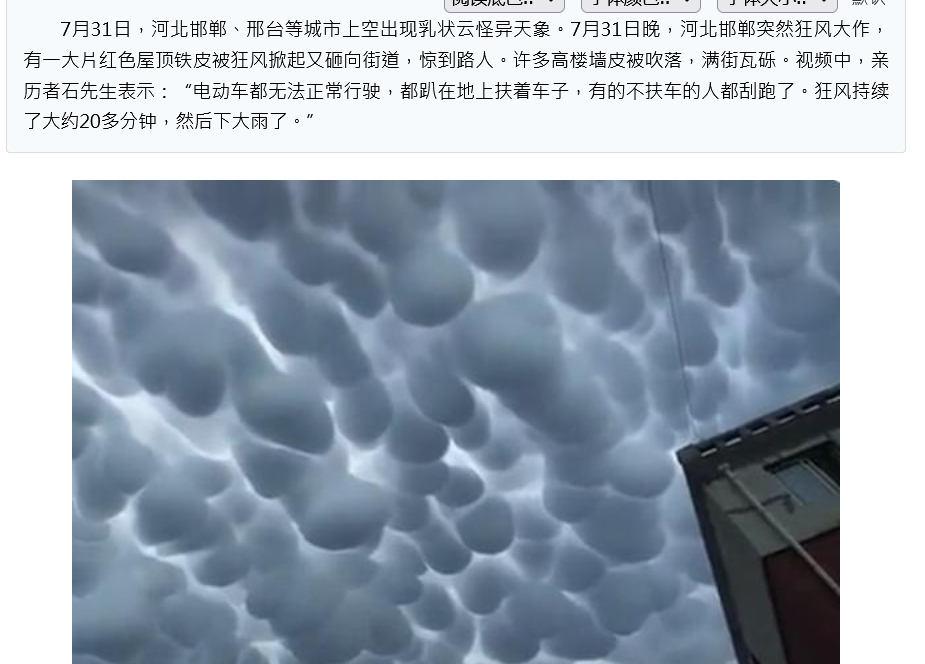 7月31日，河北邯郸、邢台等城市上空出现乳状云怪异天象。7月31日晚，河北邯郸突然狂风大作，
有一大片红色屋顶铁皮被狂风掀起又砸向街道，惊到路人。许多高楼墙皮被吹落，满街瓦砾。视频中，亲
历者石先生表示：“电动车都无法正常行驶，都趴在地上扶着车子，有的不扶车的人都刮跑了。狂风持续
了大约20多分钟，然后下大雨了。”